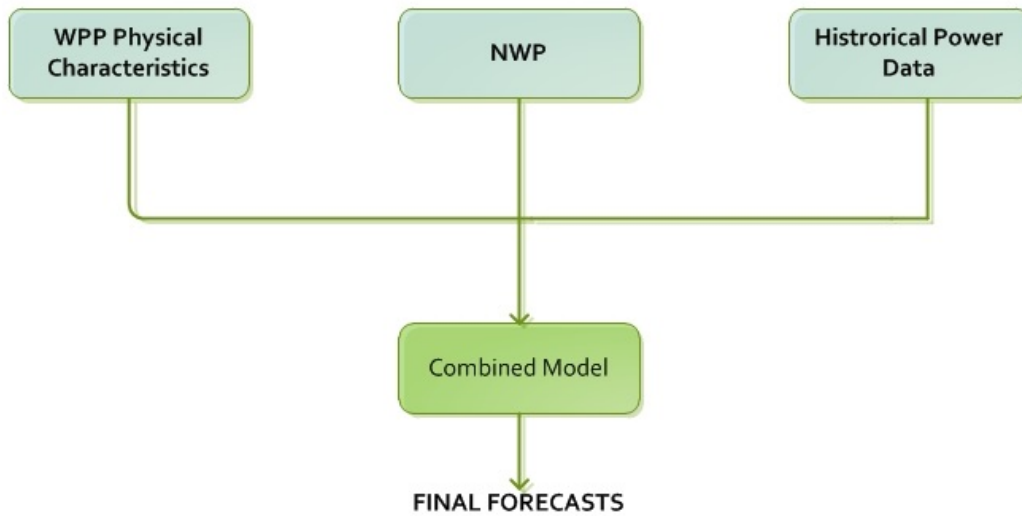 WPP Physical
Characteristics
NWP
Histrorical Power
Data
Combined Model
FINAL FORECASTS